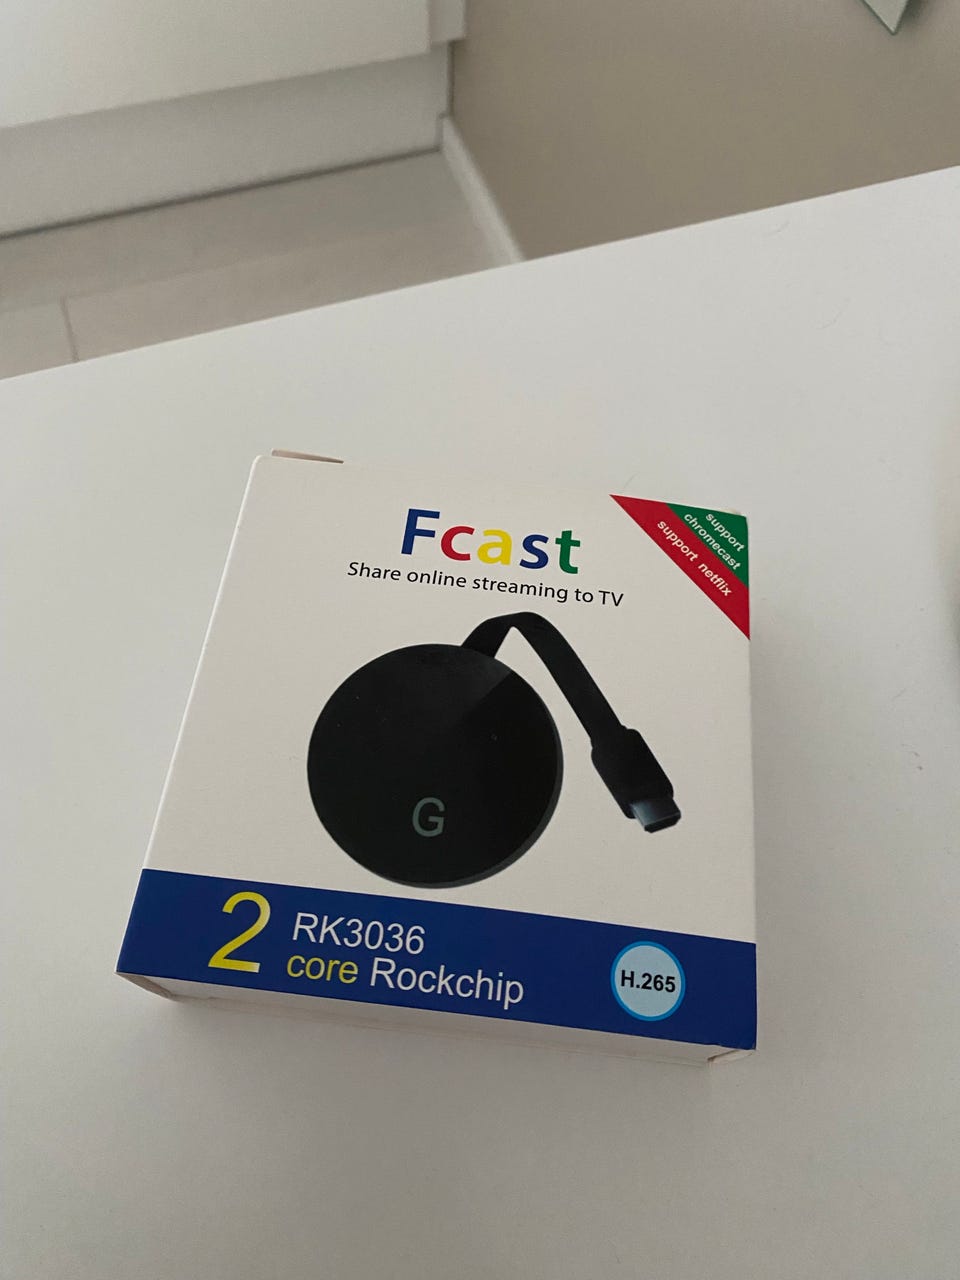 Fcast
Share online streaming to TV
support
chromecast
support netflix
G
2 RK3036
core Rockchip
H.265